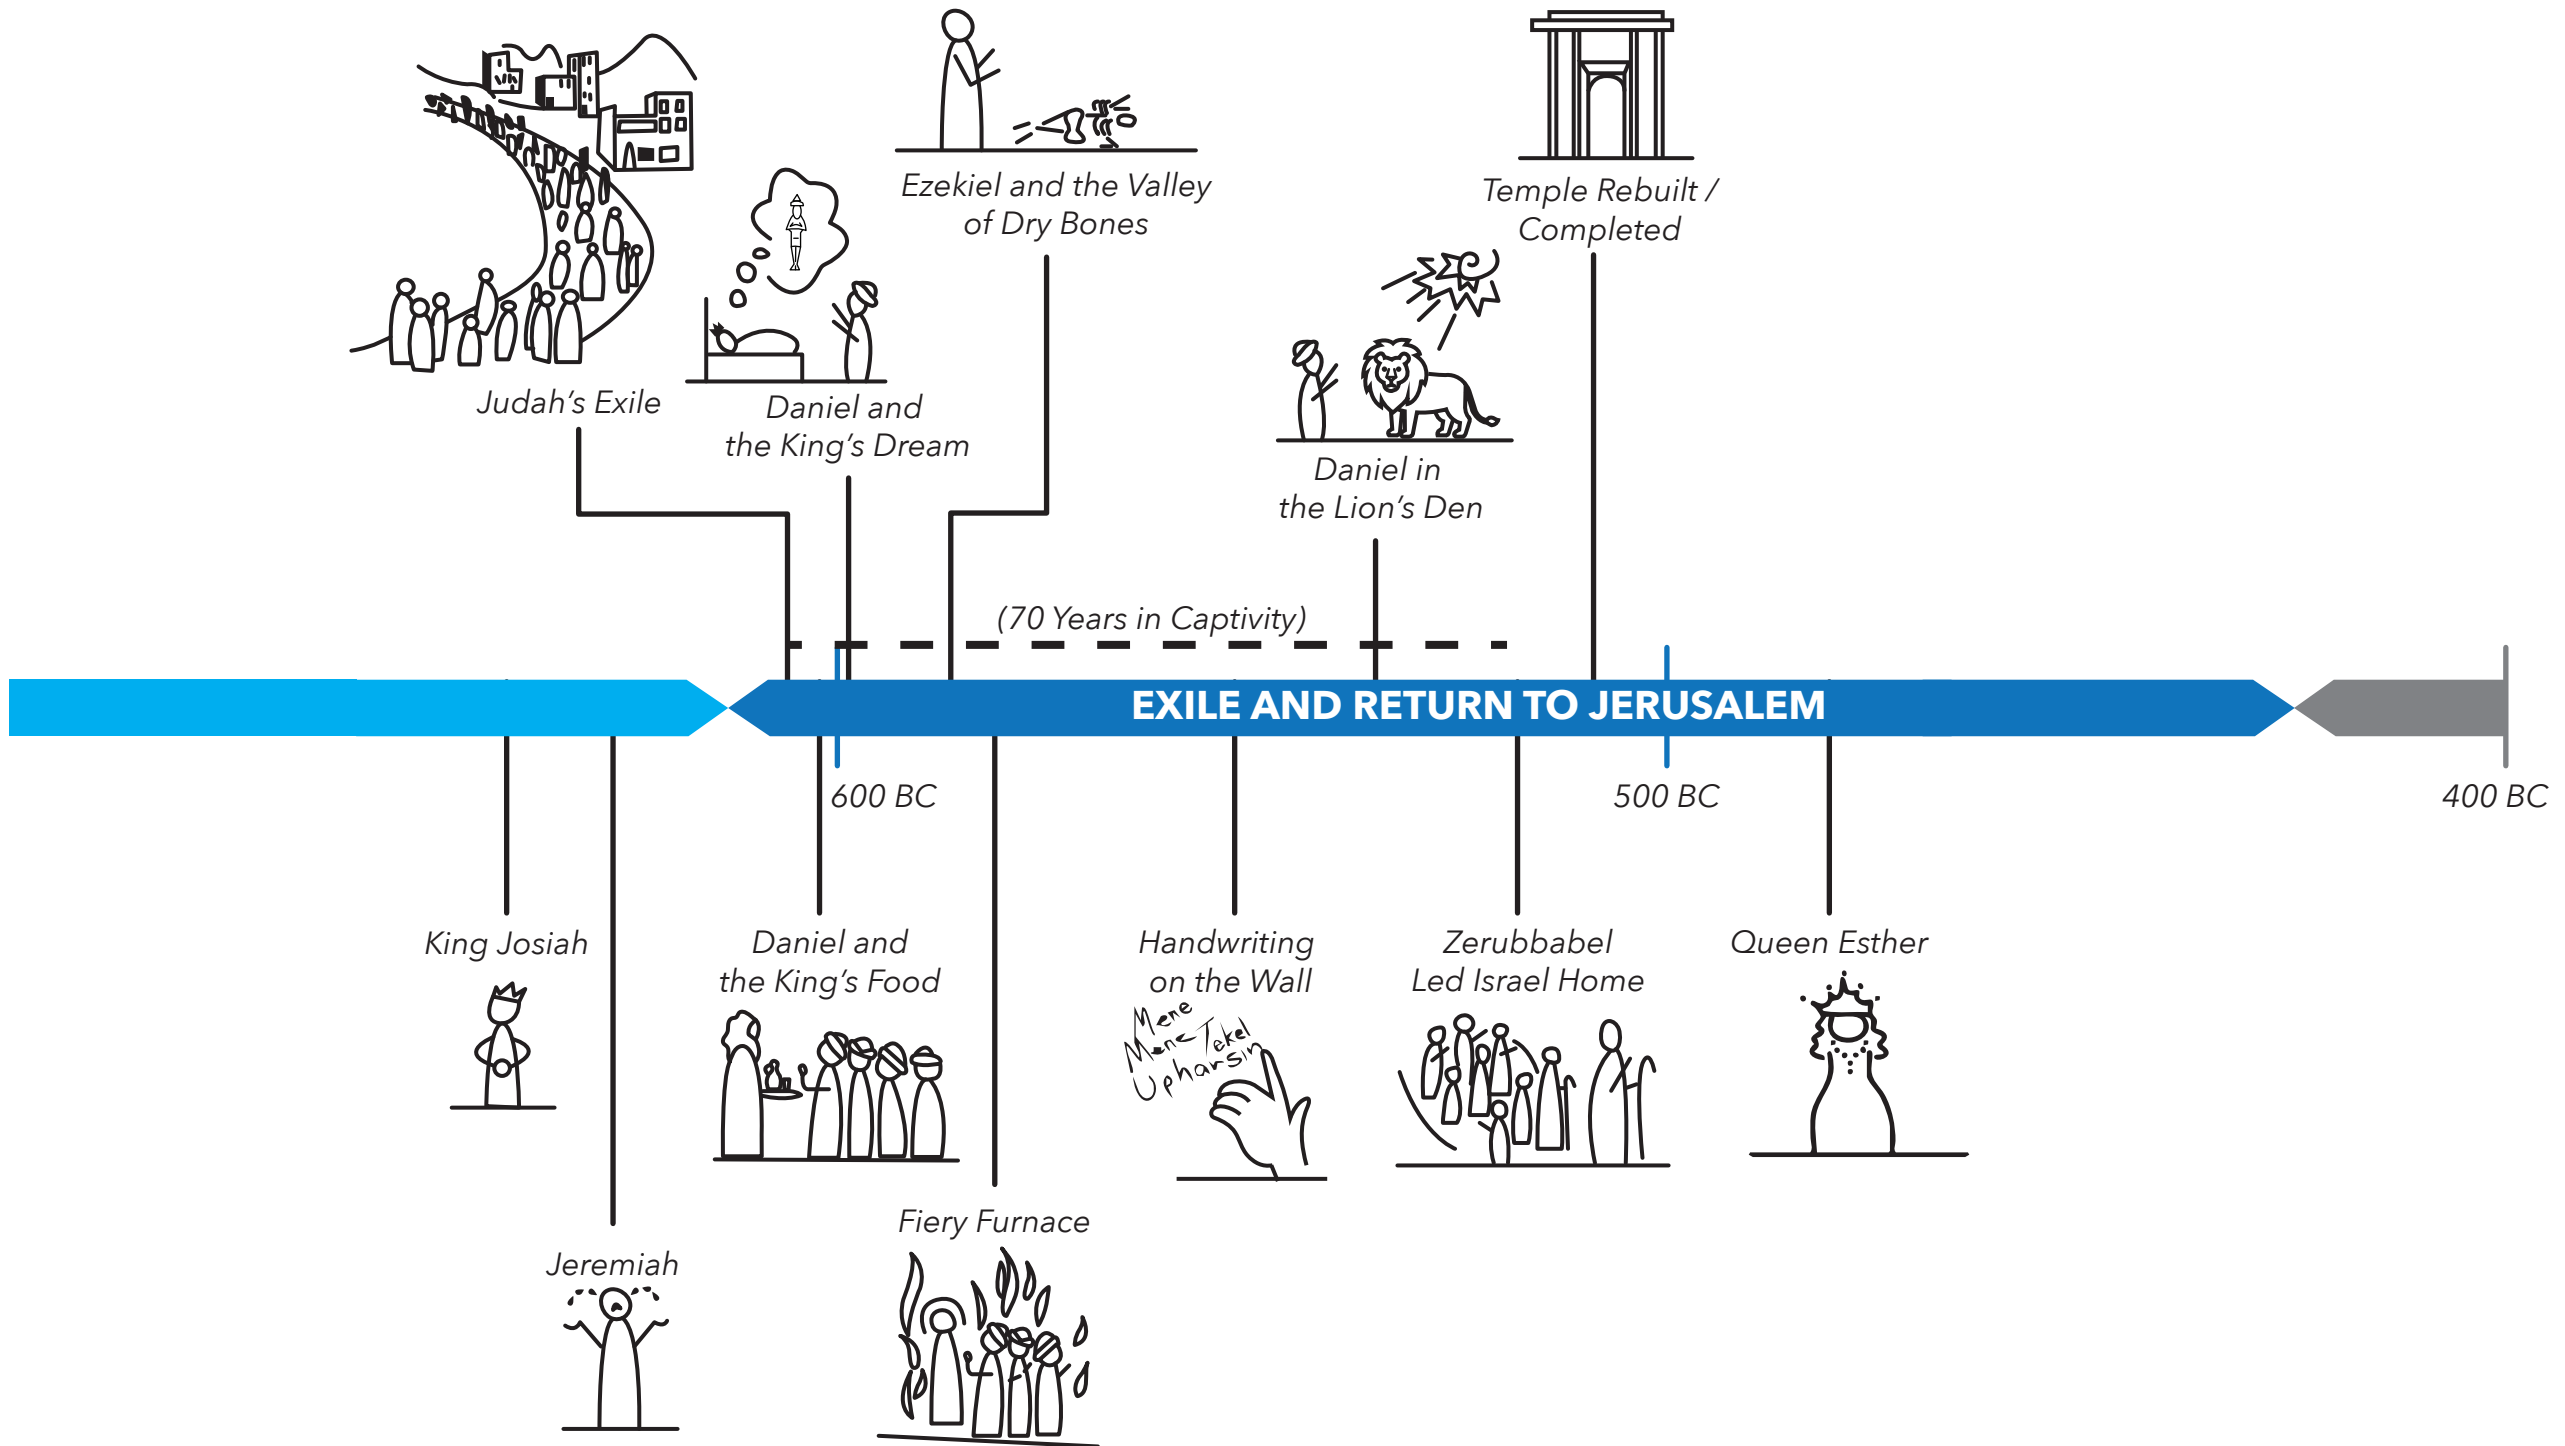 Ezekiel and the Valley
of Dry Bones
Temple Rebuilt /
Completed
Judah’s Exile
Daniel and
the King’s Dream
Daniel in
the Lion’s Den
(70 Years in Captivity)
EXILE AND RETURN TO JERUSALEM
600 BC
500 BC
400 BC
King Josiah
Daniel and
the King’s Food
Handwriting
on the Wall
Mene
Mene Tekel
Upharsin
Zerubbabel
Led Israel Home
Queen Esther
Fiery Furnace
Jeremiah